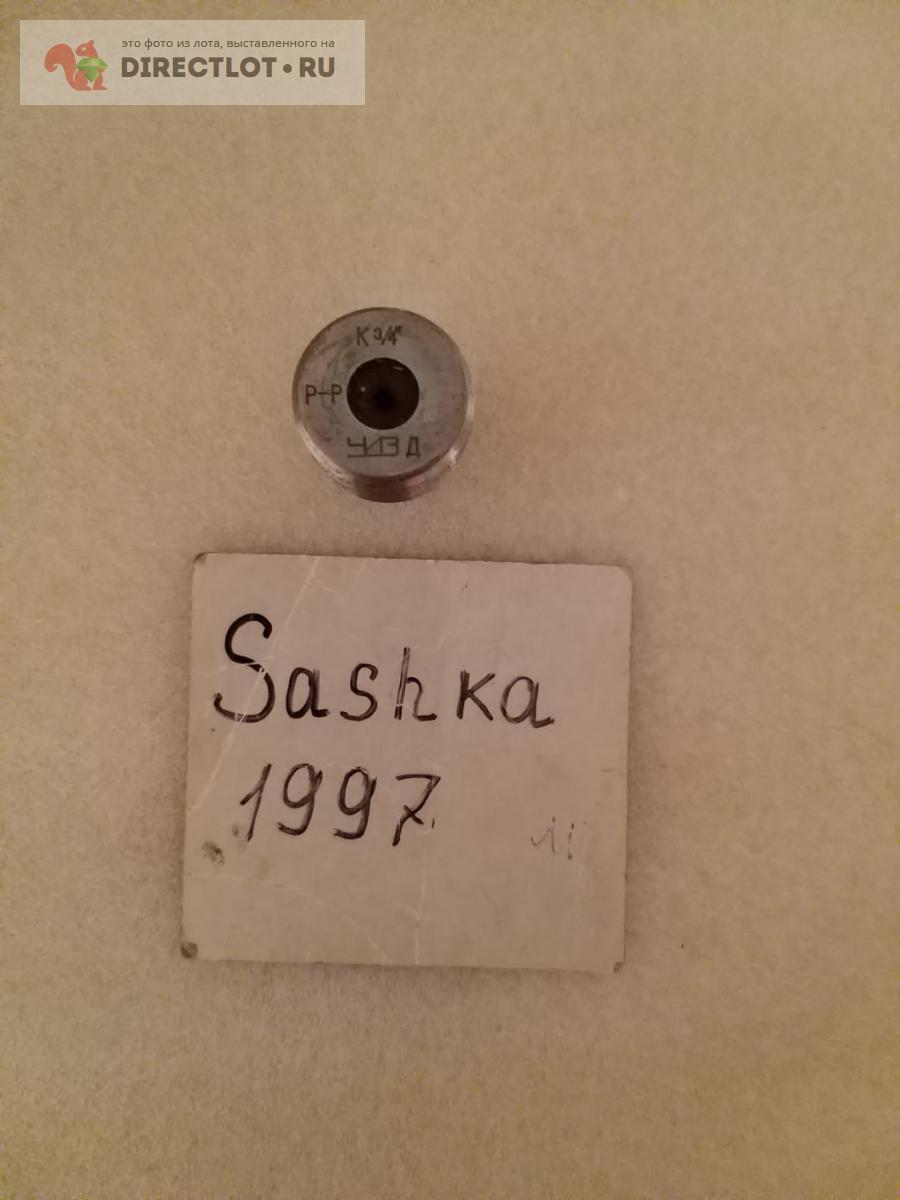 это фото из лота, выставленного на
DIRECTLOT.RU
К 3/4"
Р-Р
ЧИЗ Д
Sashka
1997